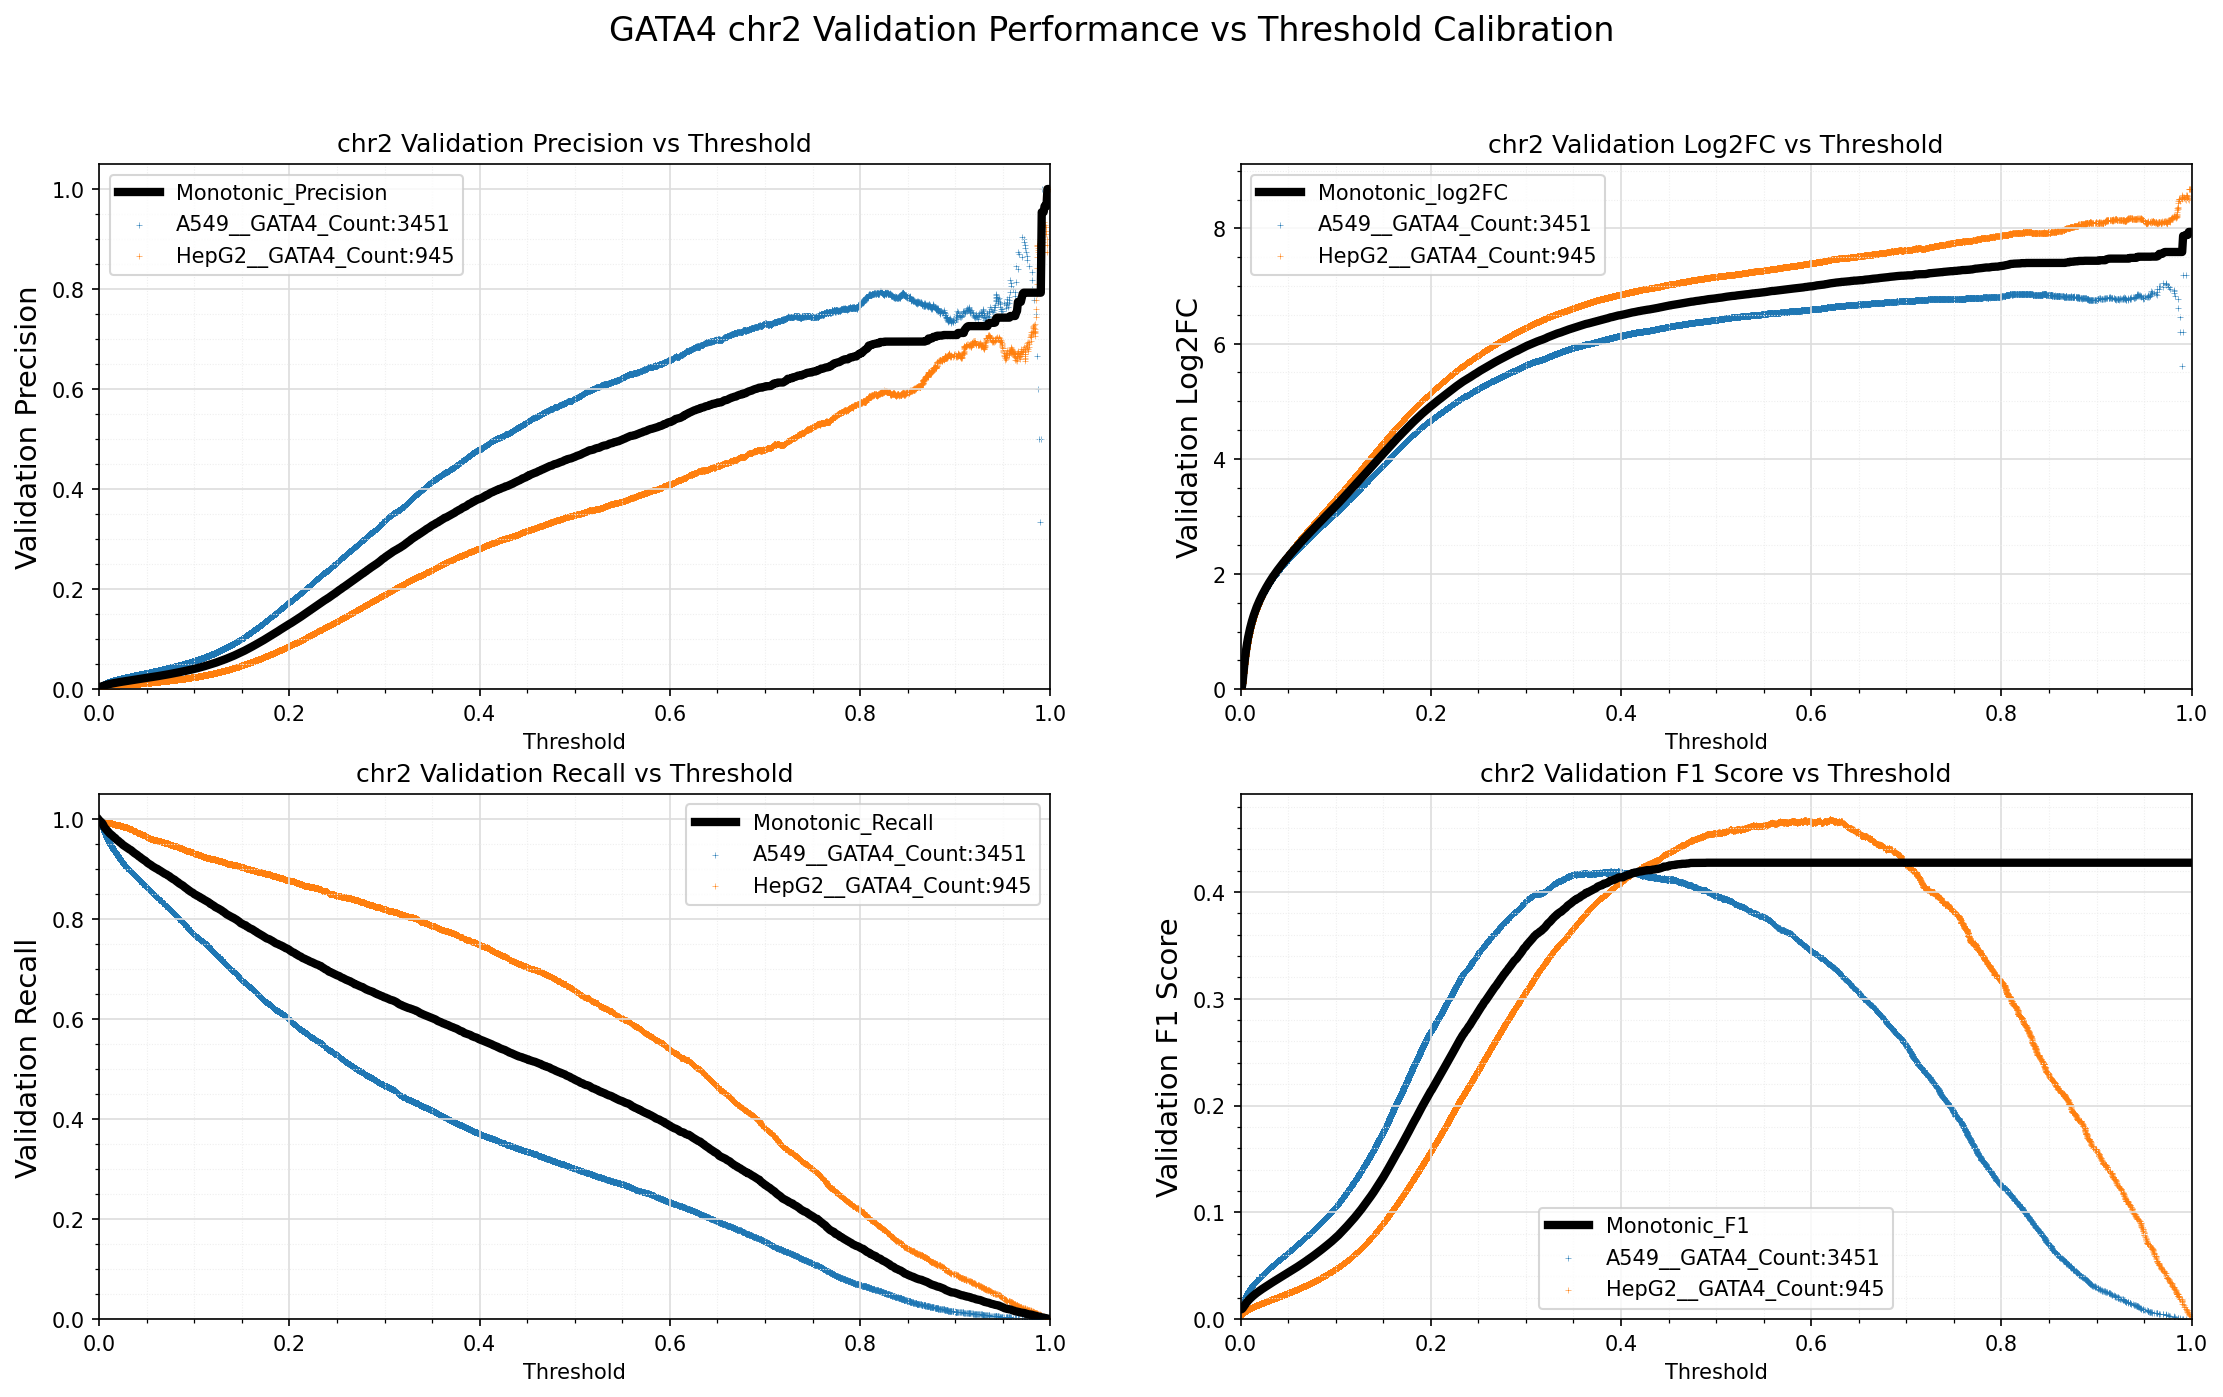 GATA4 chr2 Validation Performance vs Threshold Calibration
chr2 Validation Precision vs Threshold
Validation Precision
1.0
0.8
0.6
0.4
0.2
0.0
Monotonic_Precision
A549__GATA4_Count:3451
HepG2__GATA4_Count:945
0.0 0.2 0.4 0.6 0.8 1.0
Threshold
chr2 Validation Log2FC vs Threshold
Validation Log2FC
8
6
4
2
0
Monotonic_log2FC
A549__GATA4_Count:3451
HepG2__GATA4_Count:945
0.0 0.2 0.4 0.6 0.8 1.0
Threshold
chr2 Validation Recall vs Threshold
Validation Recall
1.0
0.8
0.6
0.4
0.2
0.0
Monotonic_Recall
A549__GATA4_Count:3451
HepG2__GATA4_Count:945
0.0 0.2 0.4 0.6 0.8 1.0
Threshold
chr2 Validation F1 Score vs Threshold
Validation F1 Score
0.4
0.3
0.2
0.1
0.0
Monotonic_F1
A549__GATA4_Count:3451
HepG2__GATA4_Count:945
0.0 0.2 0.4 0.6 0.8 1.0
Threshold